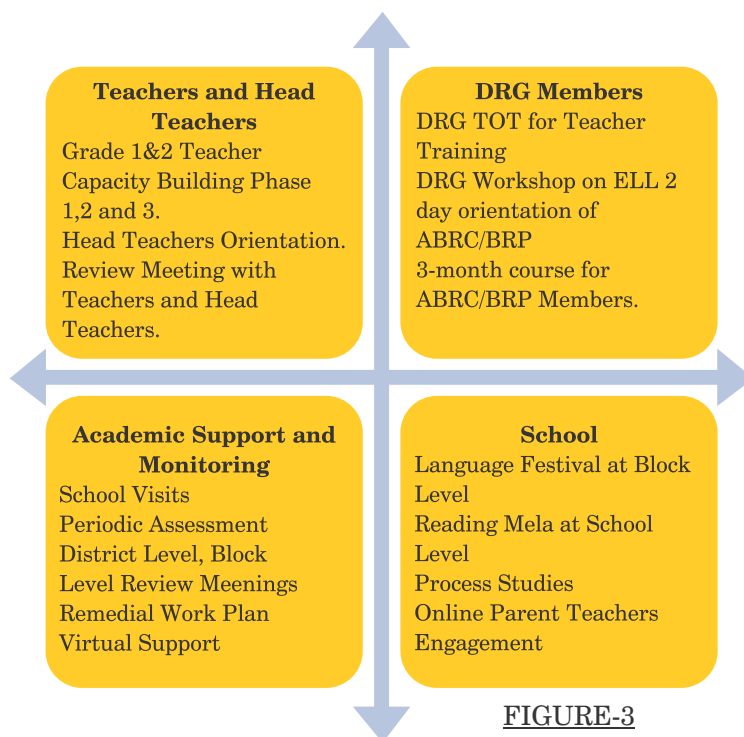 Teachers and Head
Teachers
Grade 1&2 Teacher
Capacity Building Phase
1,2 and 3.
Head Teachers Orientation.
Review Meeting with
Teachers and Head
Teachers.
DRG Members
DRG TOT for Teacher
Training
DRG Workshop on ELL 2
day orientation of
ABRC/BRP
3-month course for
ABRC/BRP Members.
Academic Support and
Monitoring
School Visits
Periodic Assessment
District Level, Block
Level Review Meenings
Remedial Work Plan
Virtual Support
School
Language Festival at Block
Level
Reading Mela at School
Level
Process Studies
Online Parent Teachers
Engagement
FIGURE-3